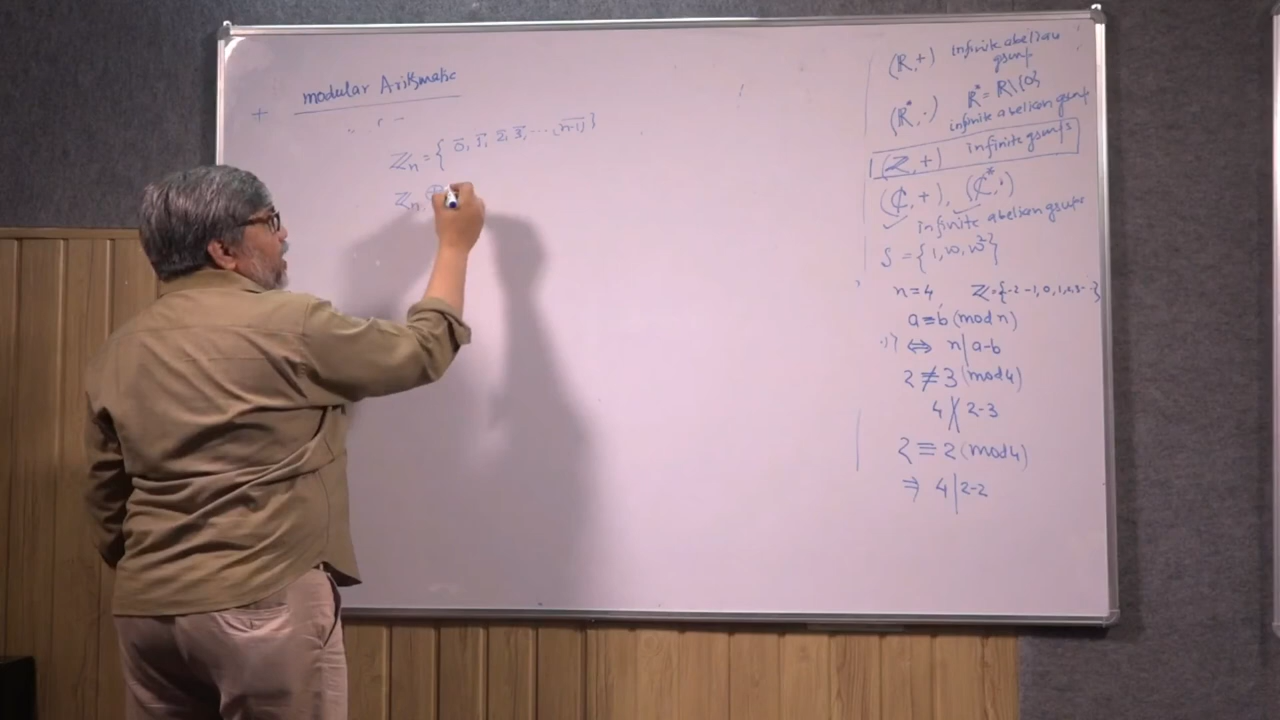 modular Arithmatic
+
ℤn = { 0̅, 1̅, 2̅, 3̅, ..., n̅-̅1̅ }
ℤn, ⊕
(ℝ, +) infinite abelian group
(ℝ*, ·) ℝ* = ℝ\{0}
infinite abelian group
(ℤ, +) infinite groups
(ℂ, +), (ℂ*, ·)
infinite abelian groups
S = {1, w, w²}
n=4, ℤ={--2 -1, 0, 1, 2, 3--}
a≡b (mod n)
⇔ n|a-b
2 ≢ 3 (mod 4)
4 ∤ 2-3
2 ≡ 2 (mod 4)
⇒ 4|2-2